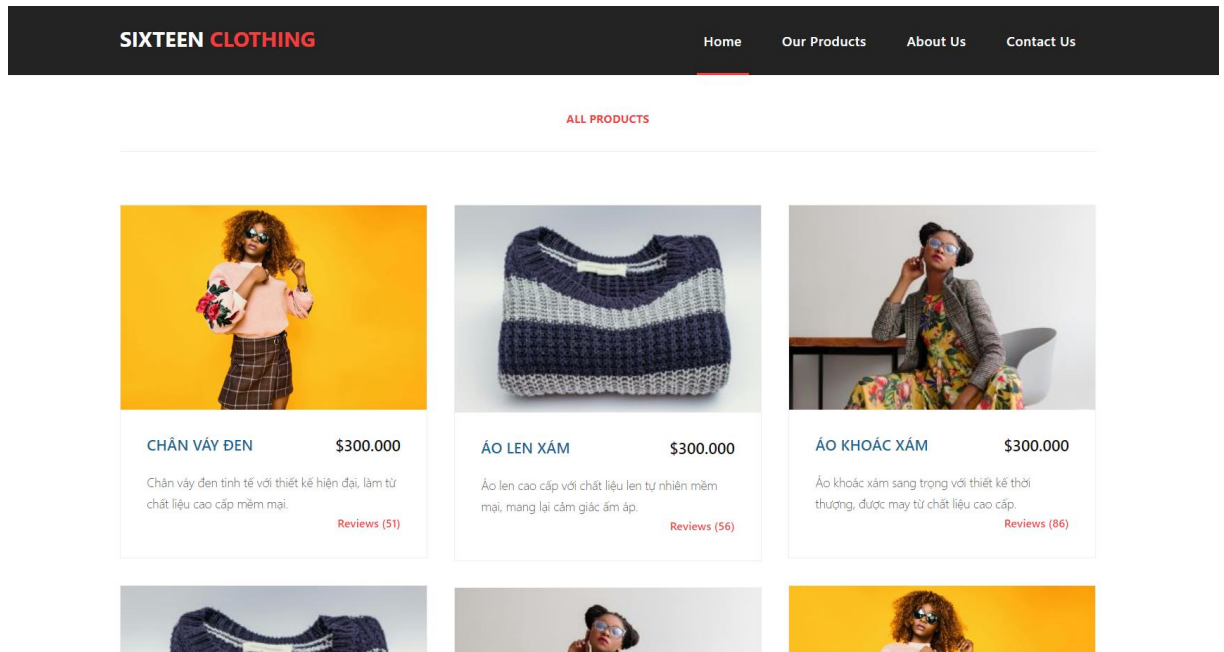 SIXTEEN CLOTHING
Home Our Products About Us Contact Us
ALL PRODUCTS
CHÂN VÁY ĐEN $300.000
Chân váy đen tinh tế với thiết kế hiện đại, làm từ
chất liệu cao cấp mềm mại.
Reviews (51)
ÁO LEN XÁM $300.000
Áo len cao cấp với chất liệu len tự nhiên mềm
mại, mang lại cảm giác ấm áp.
Reviews (56)
ÁO KHOÁC XÁM $300.000
Áo khoác xám sang trọng với thiết kế thời
thượng, được may từ chất liệu cao cấp.
Reviews (86)